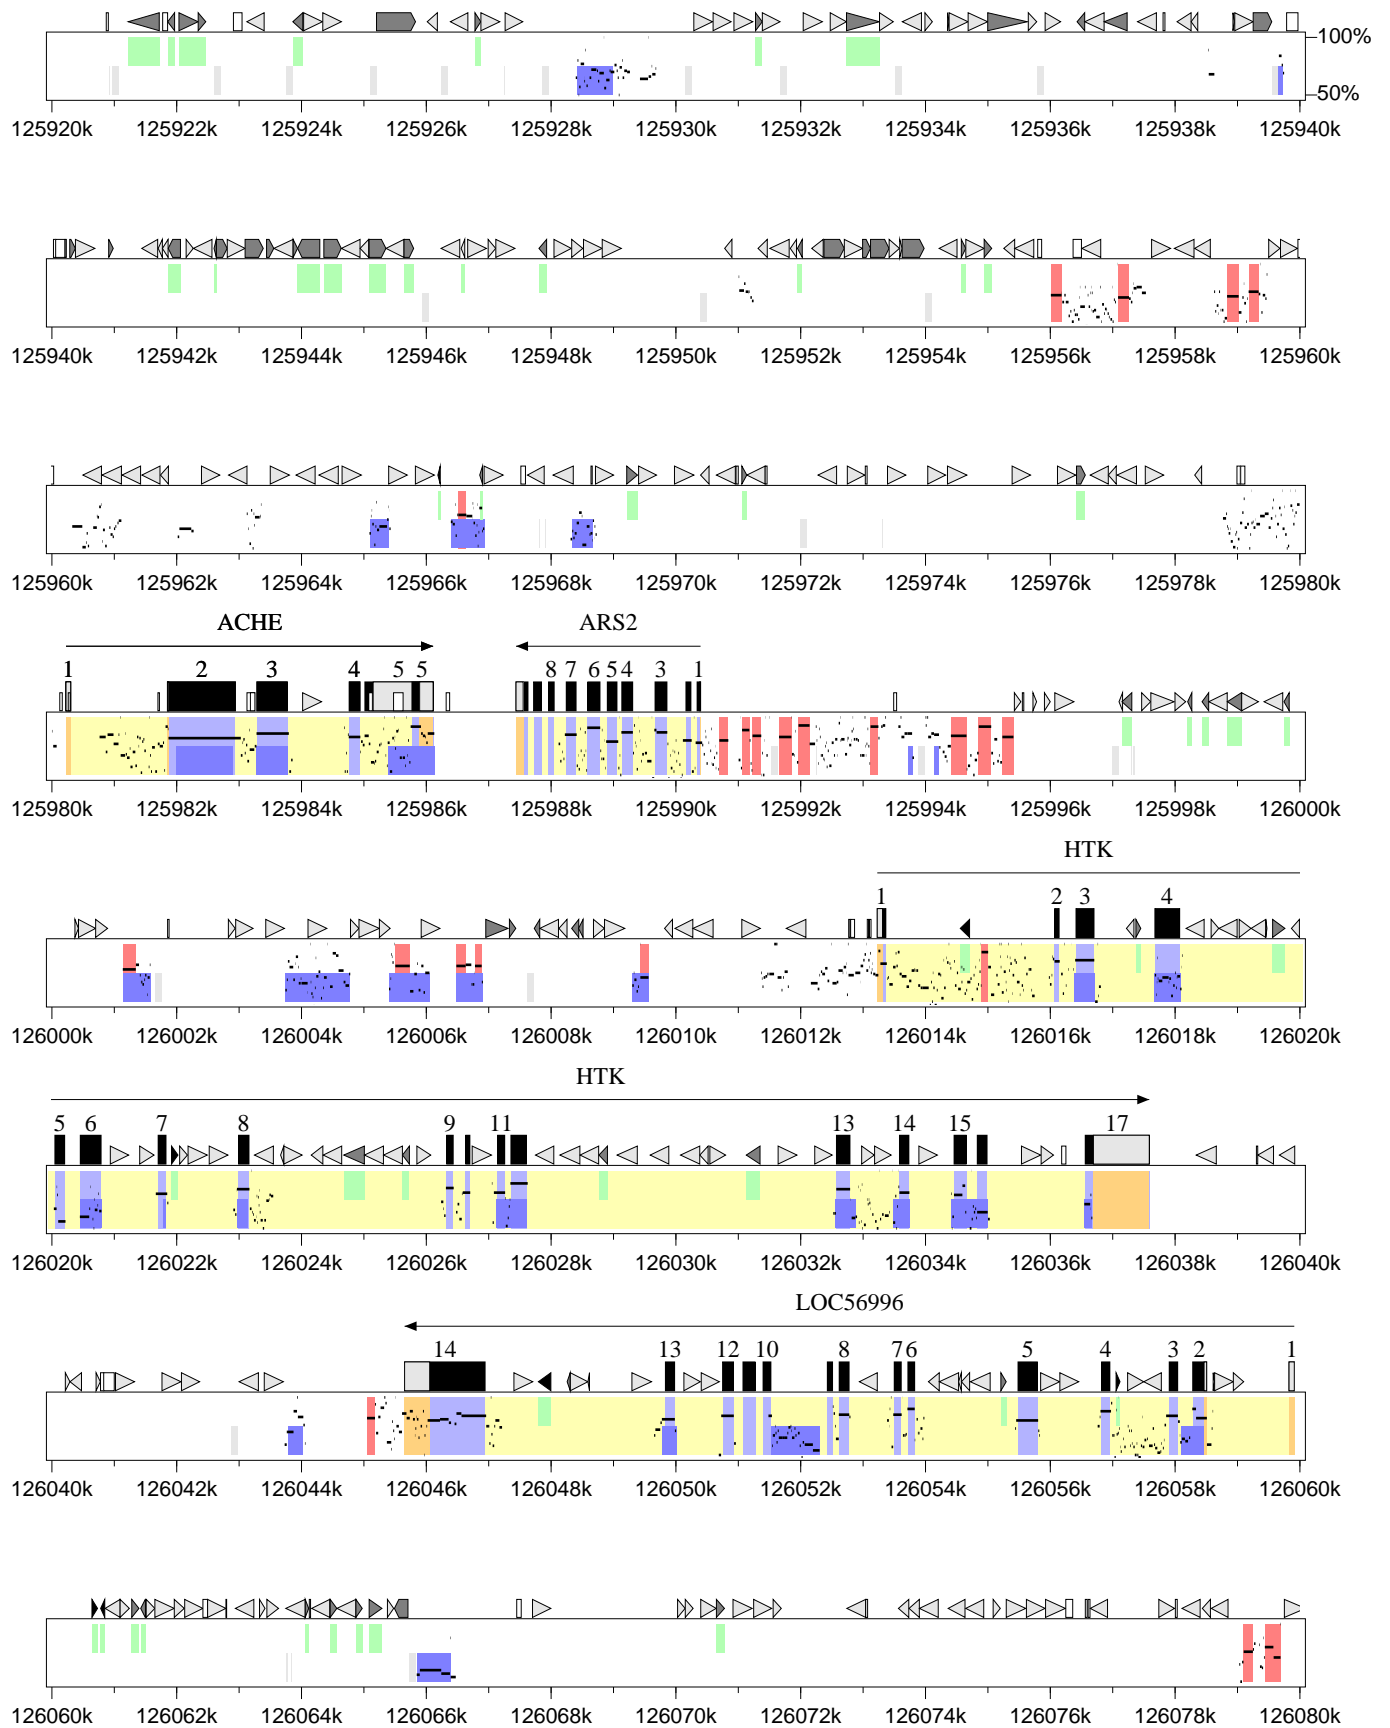 100%
50%
125920k 125922k 125924k 125926k 125928k 125930k 125932k 125934k 125936k 125938k 125940k
125940k 125942k 125944k 125946k 125948k 125950k 125952k 125954k 125956k 125958k 125960k
125960k 125962k 125964k 125966k 125968k 125970k 125972k 125974k 125976k 125978k 125980k
ACHE ARS2
1 2 3 4 5 5 8 7 6 5 4 3 1
125980k 125982k 125984k 125986k 125988k 125990k 125992k 125994k 125996k 125998k 126000k
HTK
1 2 3 4
126000k 126002k 126004k 126006k 126008k 126010k 126012k 126014k 126016k 126018k 126020k
HTK
5 6 7 8 9 11 13 14 15 17
126020k 126022k 126024k 126026k 126028k 126030k 126032k 126034k 126036k 126038k 126040k
LOC56996
14 13 12 10 8 7 6 5 4 3 2 1
126040k 126042k 126044k 126046k 126048k 126050k 126052k 126054k 126056k 126058k 126060k
126060k 126062k 126064k 126066k 126068k 126070k 126072k 126074k 126076k 126078k 126080k